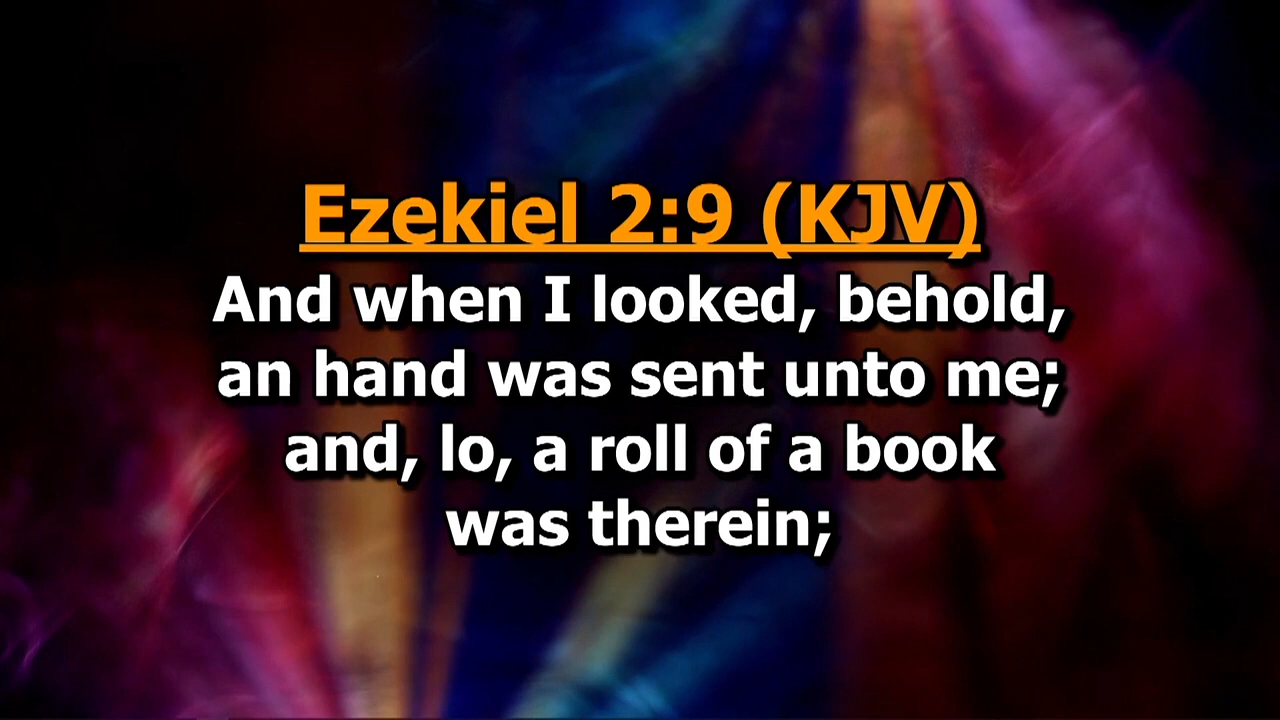 Ezekiel 2:9 (KJV)
And when I looked, behold,
an hand was sent unto me;
and, lo, a roll of a book
was therein;